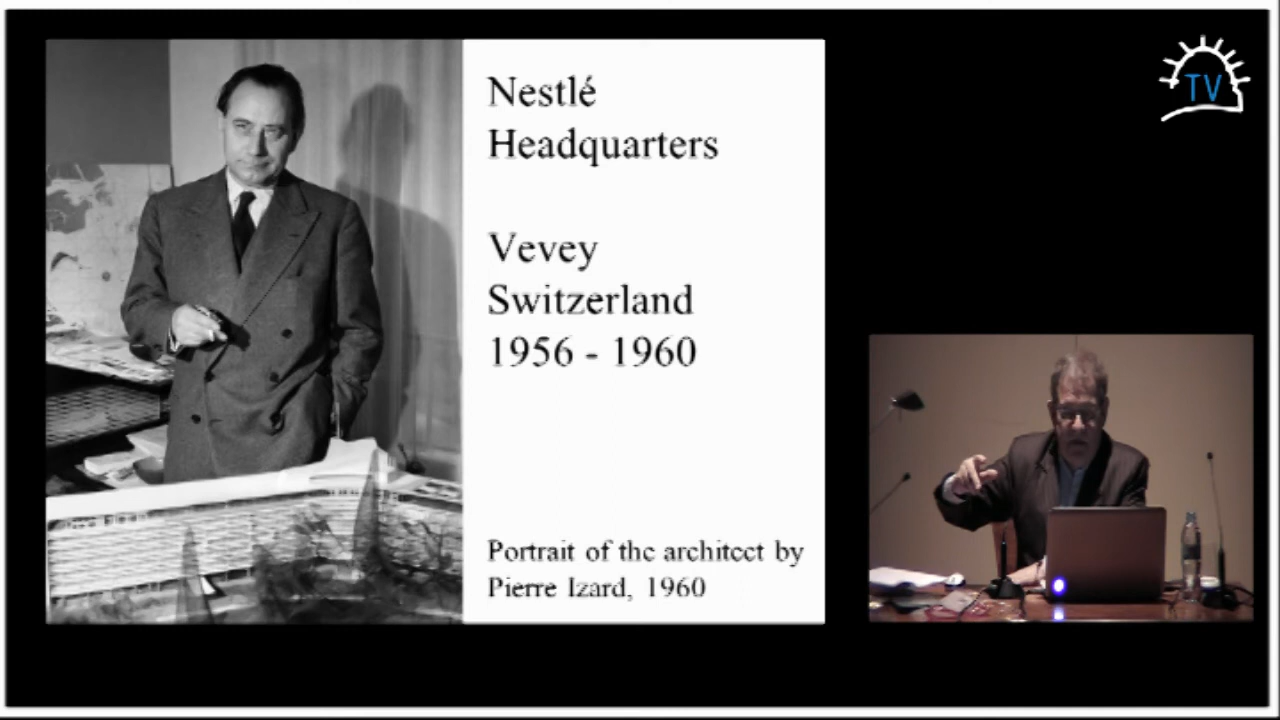 Nestlé
Headquarters
Vevey
Switzerland
1956 - 1960
Portrait of the architect by
Pierre Izard, 1960
TV